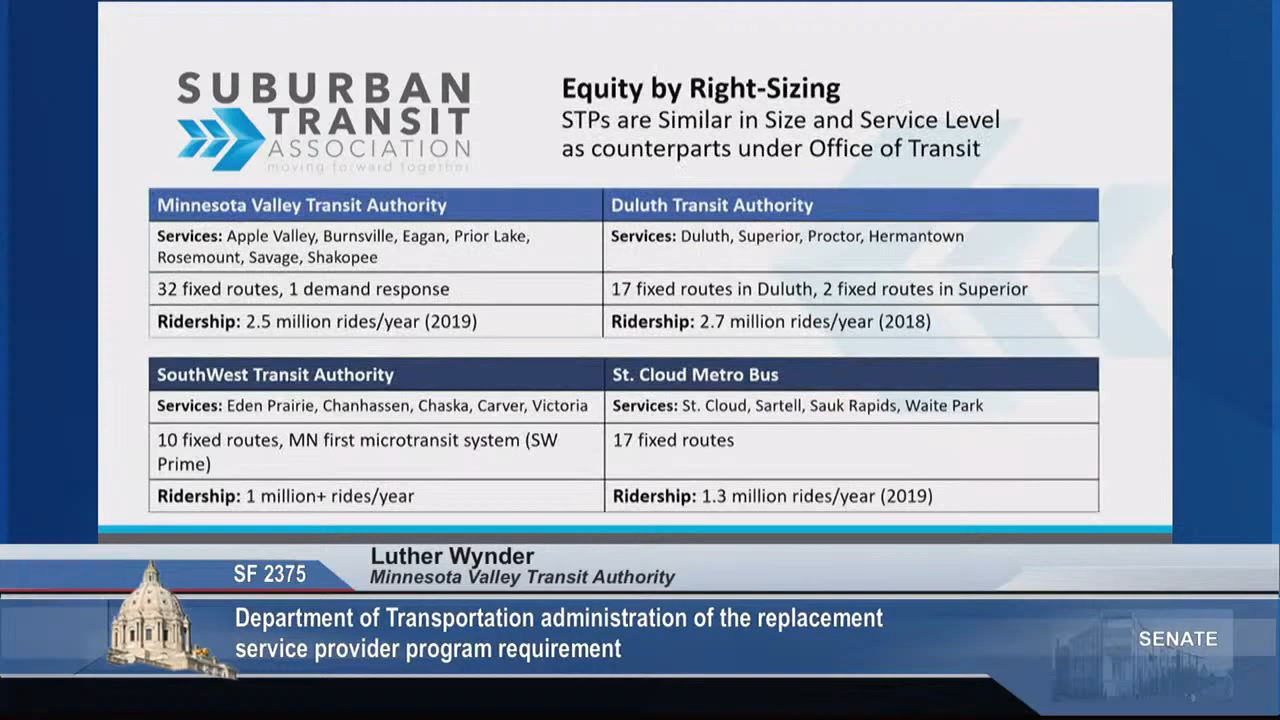 SUBURBAN
TRANSIT
ASSOCIATION
moving forward together
Equity by Right-Sizing
STPs are Similar in Size and Service Level
as counterparts under Office of Transit
Minnesota Valley Transit Authority
Duluth Transit Authority
Services: Apple Valley, Burnsville, Eagan, Prior Lake,
Rosemount, Savage, Shakopee
Services: Duluth, Superior, Proctor, Hermantown
32 fixed routes, 1 demand response
17 fixed routes in Duluth, 2 fixed routes in Superior
Ridership: 2.5 million rides/year (2019)
Ridership: 2.7 million rides/year (2018)
SouthWest Transit Authority
St. Cloud Metro Bus
Services: Eden Prairie, Chanhassen, Chaska, Carver, Victoria
Services: St. Cloud, Sartell, Sauk Rapids, Waite Park
10 fixed routes, MN first microtransit system (SW
Prime)
17 fixed routes
Ridership: 1 million+ rides/year
Ridership: 1.3 million rides/year (2019)
Luther Wynder
Minnesota Valley Transit Authority
SF 2375
Department of Transportation administration of the replacement
service provider program requirement
SENATE